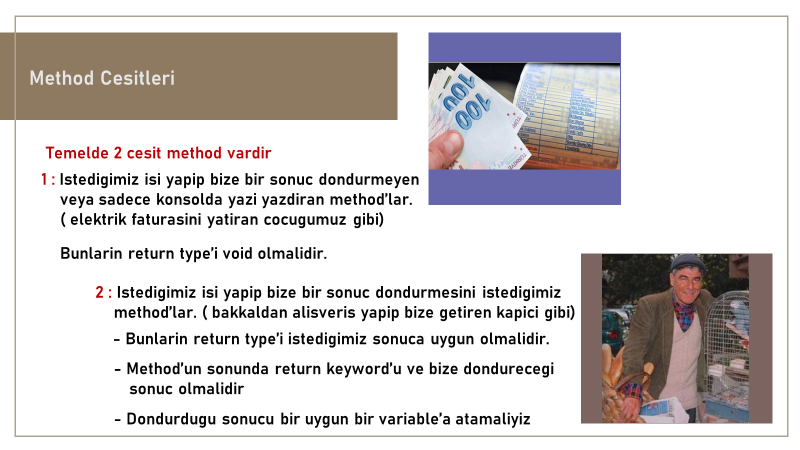 Method Cesitleri
100
100
Temelde 2 cesit method vardir
1 : Istedigimiz isi yapip bize bir sonuc dondurmeyen
veya sadece konsolda yazi yazdiran method'lar.
( elektrik faturasini yatiran cocugumuz gibi)
Bunlarin return type'i void olmalidir.
2 : Istedigimiz isi yapip bize bir sonuc dondurmesini istedigimiz
method'lar. ( bakkaldan alisveris yapip bize getiren kapici gibi)
- Bunlarin return type'i istedigimiz sonuca uygun olmalidir.
- Method'un sonunda return keyword'u ve bize dondurecegi
sonuc olmalidir
- Dondurdugu sonucu bir uygun bir variable'a atamaliyiz